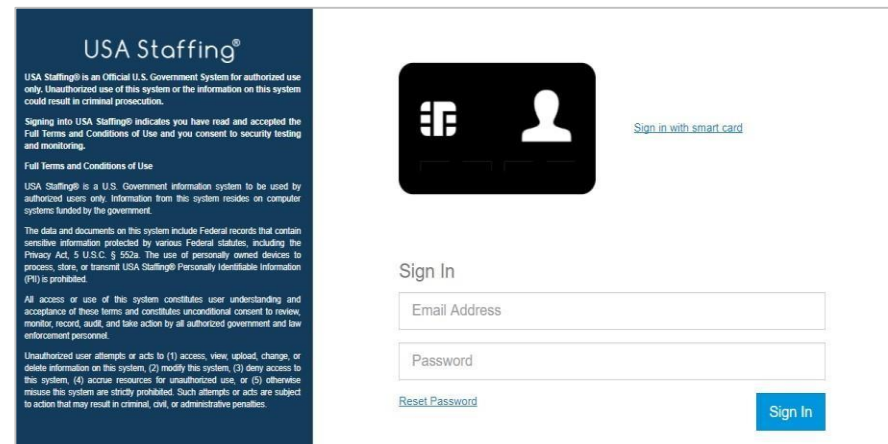 USA Staffing®
USA Staffing® is an Official U.S. Government System for authorized use
only. Unauthorized use of this system or the information on this system
could result in criminal prosecution.
Signing into USA Staffing® indicates you have read and accepted the
Full Terms and Conditions of Use and you consent to security testing
and monitoring.
Full Terms and Conditions of Use
USA Staffing® is a U.S. Government information system to be used by
authorized users only. Information from this system resides on computer
systems funded by the government.
The data and documents on this system include Federal records that contain
sensitive information protected by various Federal statutes, including the
Privacy Act, 5 U.S.C. § 552a. The use of personally owned devices to
process, store, or transmit USA Staffing® Personally Identifiable Information
(PII) is prohibited.
All access or use of this system constitutes user understanding and
acceptance of these terms and constitutes unconditional consent to review,
monitor, record, audit, and take action by all authorized government and law
enforcement personnel.
Unauthorized user attempts or acts to (1) access, view, upload, change, or
delete information on this system, (2) modify this system, (3) deny access to
this system, (4) accrue resources for unauthorized use, or (5) otherwise
misuse this system are strictly prohibited. Such attempts or acts are subject
to action that may result in criminal, civil, or administrative penalties.
Sign in with smart card
Sign In
Email Address
Password
Reset Password
Sign In